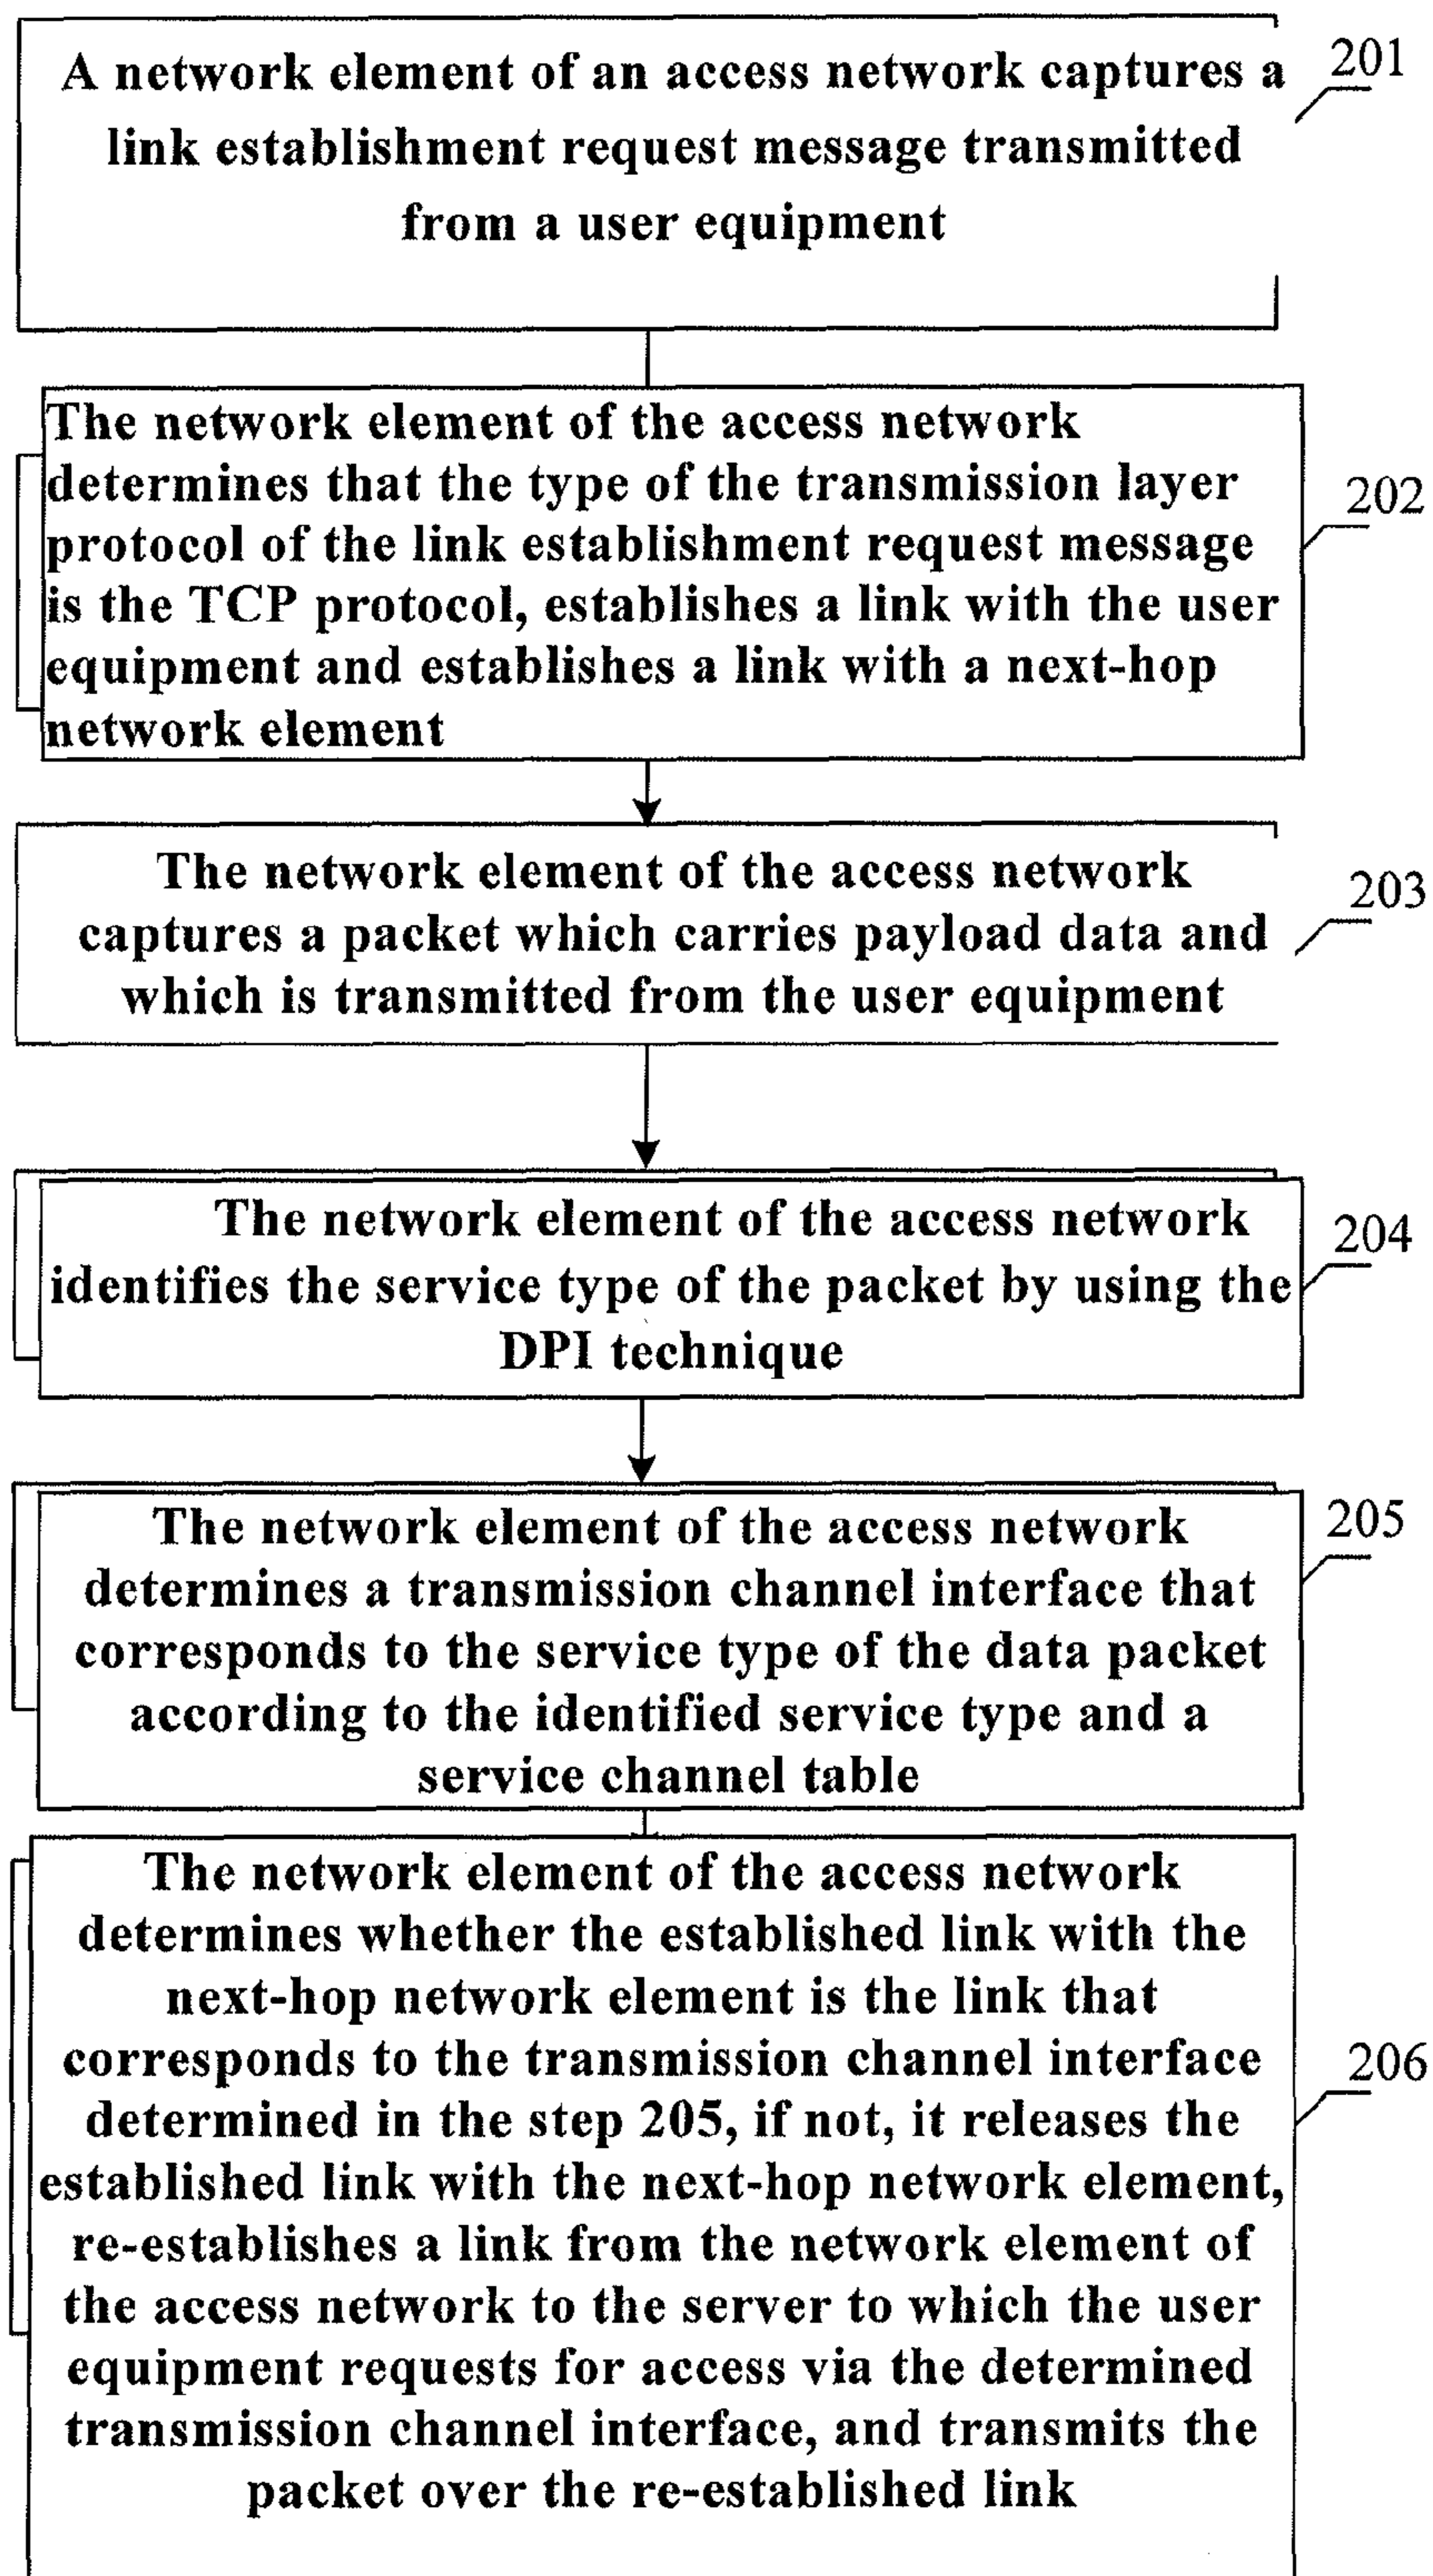 A network element of an access network captures a
link establishment request message transmitted
from a user equipment
201
The network element of the access network
determines that the type of the transmission layer
protocol of the link establishment request message
is the TCP protocol, establishes a link with the user
equipment and establishes a link with a next-hop
network element
202
The network element of the access network
captures a packet which carries payload data and
which is transmitted from the user equipment
203
The network element of the access network
identifies the service type of the packet by using the
DPI technique
204
The network element of the access network
determines a transmission channel interface that
corresponds to the service type of the data packet
according to the identified service type and a
service channel table
205
The network element of the access network
determines whether the established link with the
next-hop network element is the link that
corresponds to the transmission channel interface
determined in the step 205, if not, it releases the
established link with the next-hop network element,
re-establishes a link from the network element of
the access network to the server to which the user
equipment requests for access via the determined
transmission channel interface, and transmits the
packet over the re-established link
206